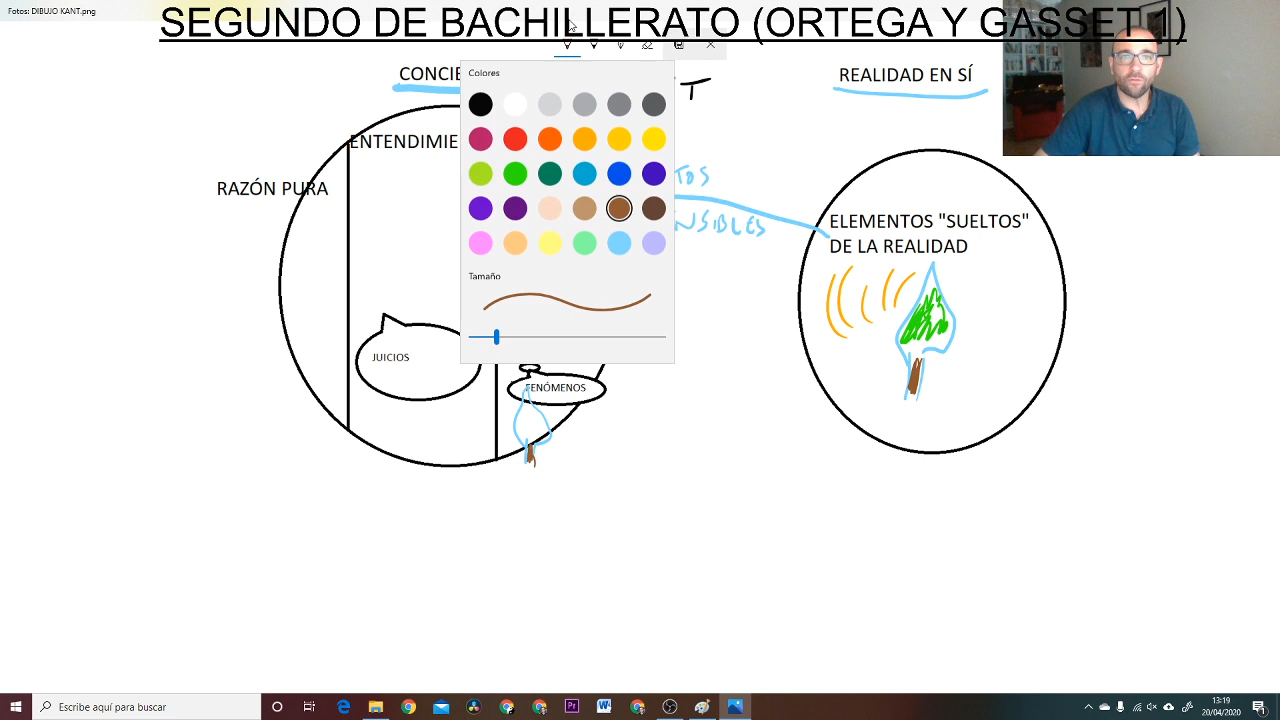 Fotos: DIBUJO KANT.png
SEGUNDO DE BACHILLERATO (ORTEGA Y GASSET 1)
CONCIE
T
REALIDAD EN SÍ
Colores
ENTENDIMIE
RAZÓN PURA
TOS
NSIBLES
ELEMENTOS "SUELTOS"
DE LA REALIDAD
Tamaño
JUICIOS
FENÓMENOS
Escribe aquí para buscar
13:19
20/04/2020